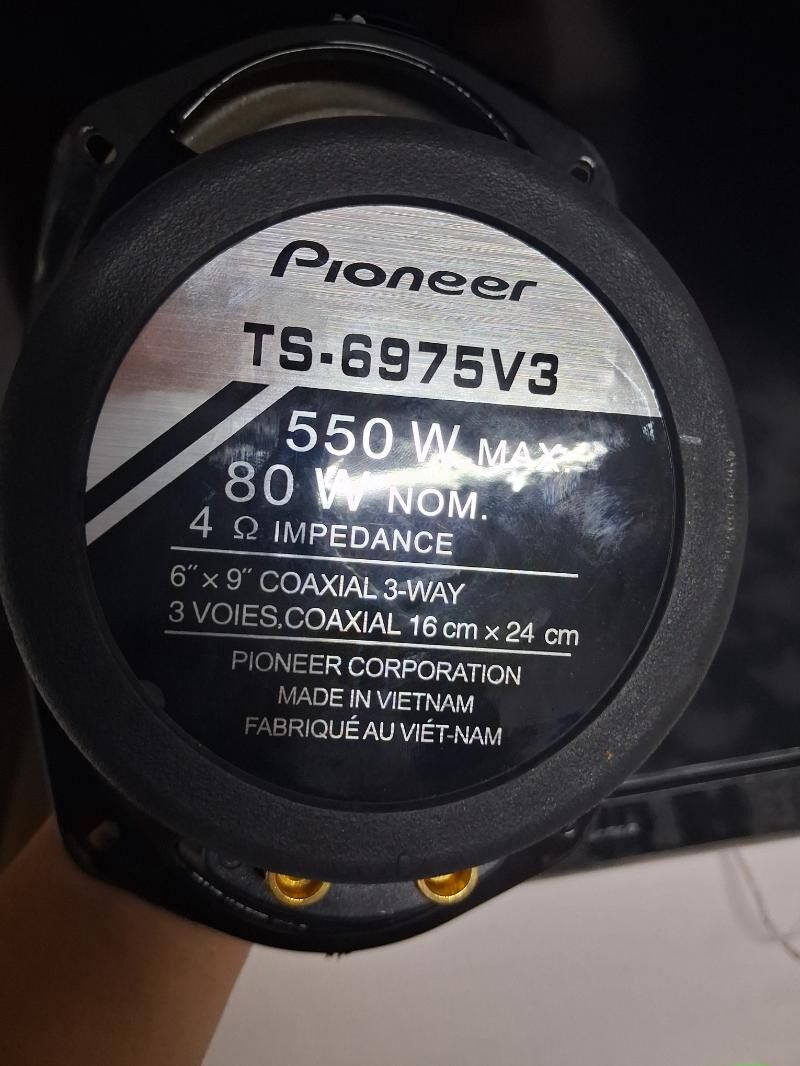 Pioneer
TS-6975V3
550 W MAX.
80 W NOM.
4 Ω IMPEDANCE
6″ × 9″ COAXIAL 3-WAY
3 VOIES,COAXIAL 16 cm × 24 cm
PIONEER CORPORATION
MADE IN VIETNAM
FABRIQUÉ AU VIÉT-NAM